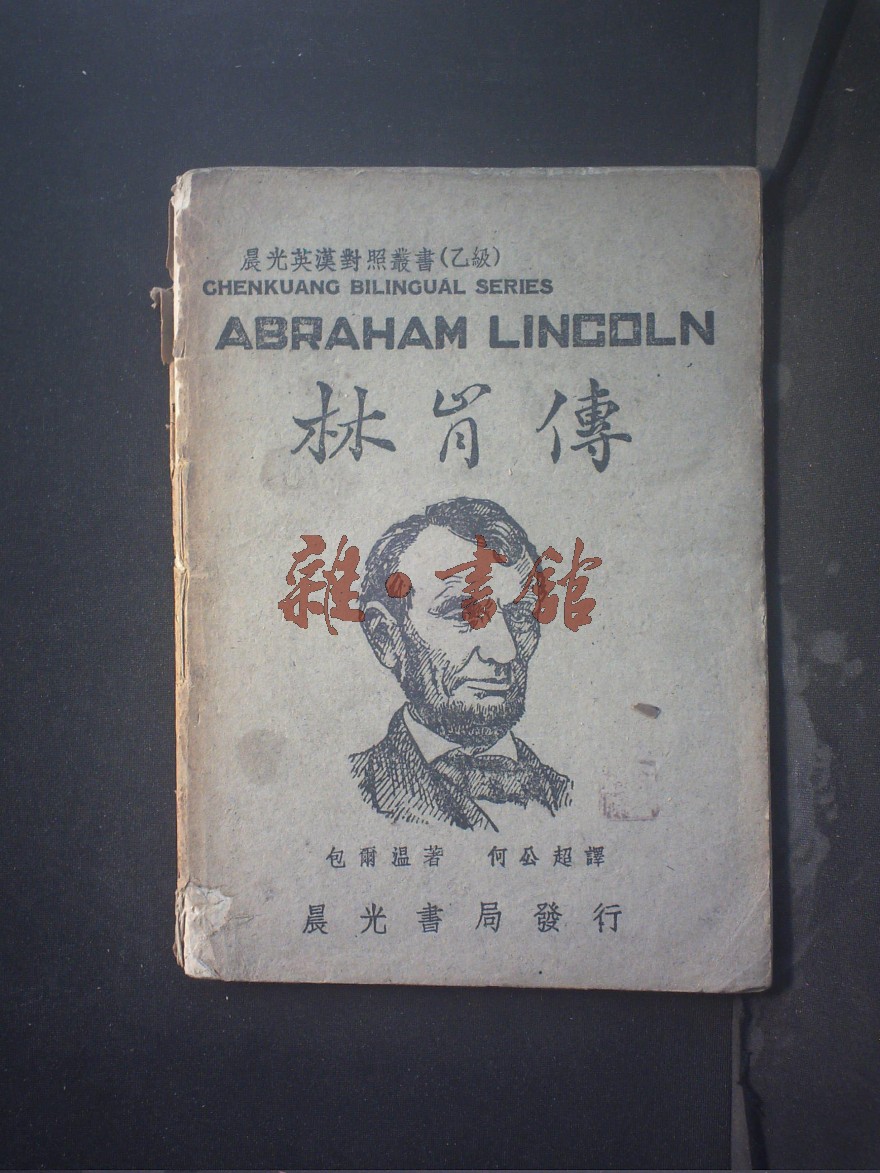 晨光英漢對照叢書(乙級)
CHENKUANG BILINGUAL SERIES
ABRAHAM LINCOLN
林肯傳
雜·書館
包爾温著 何公超譯
晨光書局發行